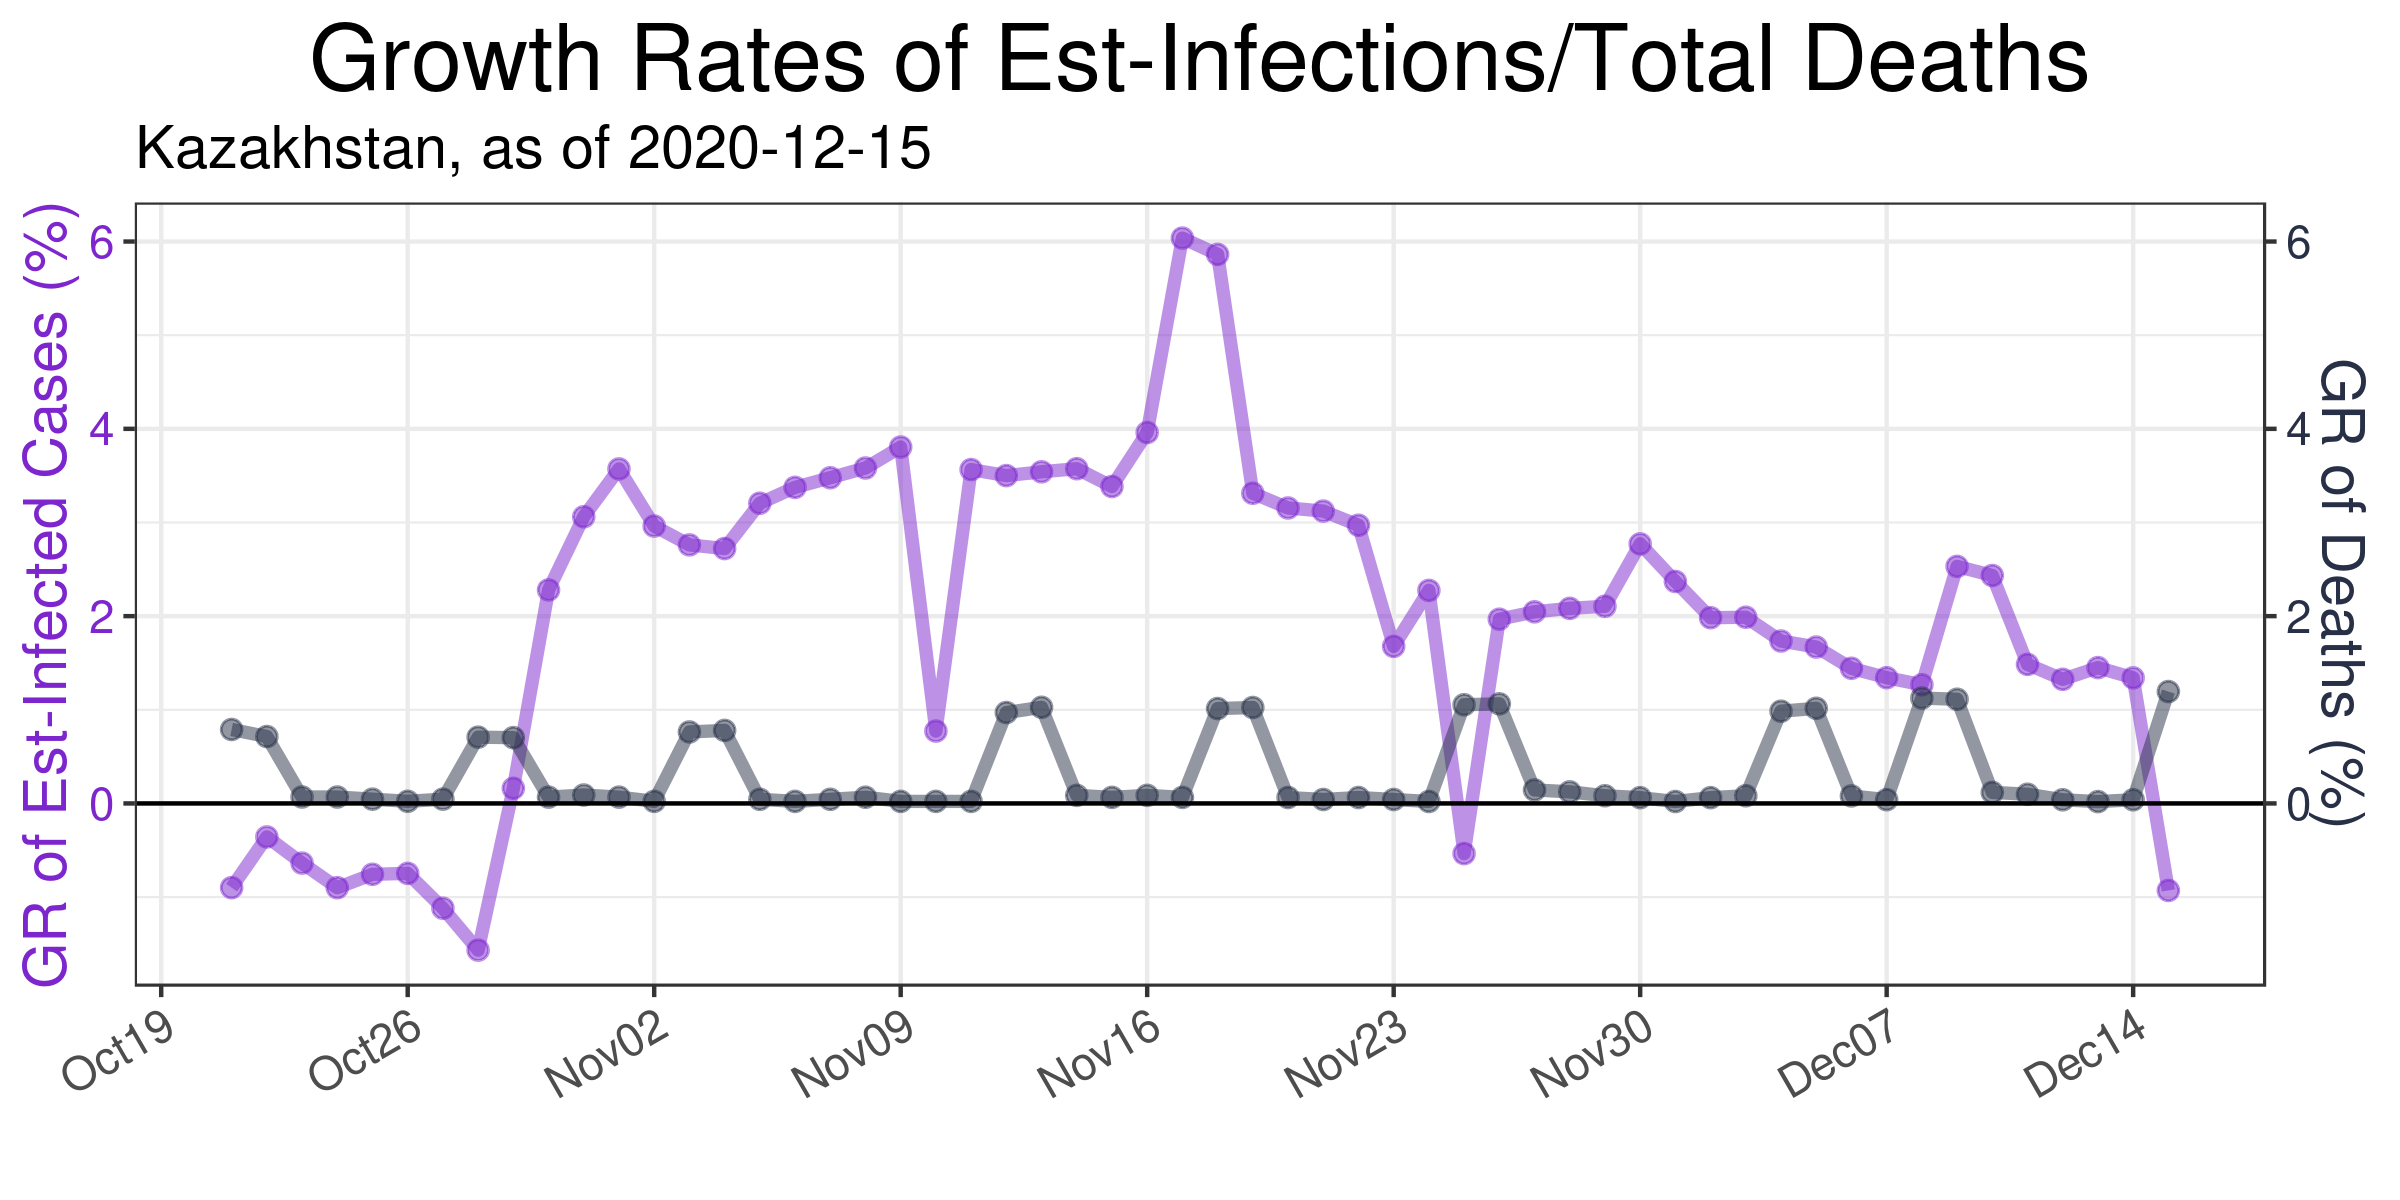 Growth Rates of Est-Infections/Total Deaths
Kazakhstan, as of 2020-12-15
GR of Est-Infected Cases (%)
6
4
2
0
6
4
2
0
GR of Deaths (%)
Oct19
Oct26
Nov02
Nov09
Nov16
Nov23
Nov30
Dec07
Dec14